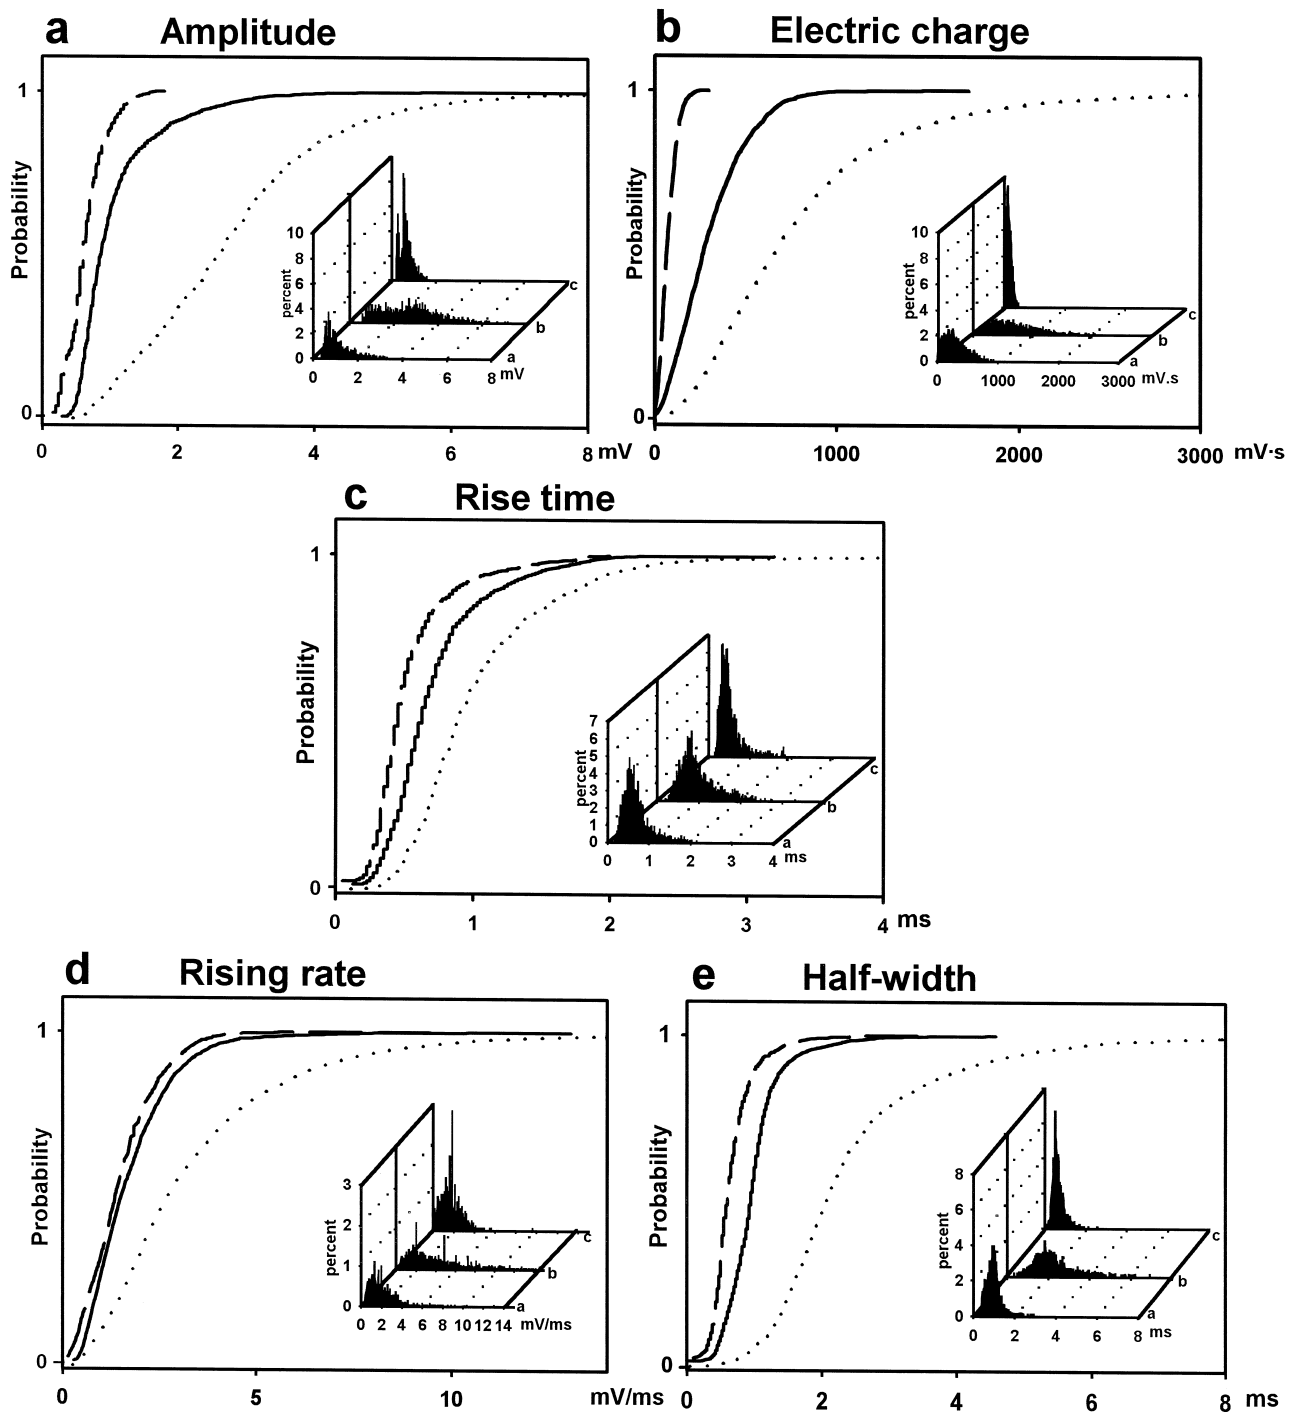 a Amplitude
Probability
1
0
0 2 4 6 8 mV
percent
10
8
6
4
2
0
0 2 4 6 8 mV
a
b
c
b Electric charge
Probability
1
0
0 1000 2000 3000 mV·s
percent
10
8
6
4
2
0
0 1000 2000 3000 mV.s
a
b
c
c Rise time
Probability
1
0
0 1 2 3 4 ms
percent
7
6
5
4
3
2
1
0
0 1 2 3 4 ms
a
b
c
d Rising rate
Probability
1
0
0 5 10 mV/ms
percent
3
2
1
0
0 2 4 6 8 10 12 14 mV/ms
a
b
c
e Half-width
Probability
1
0
0 2 4 6 8 ms
percent
8
6
4
2
0
0 2 4 6 8 ms
a
b
c